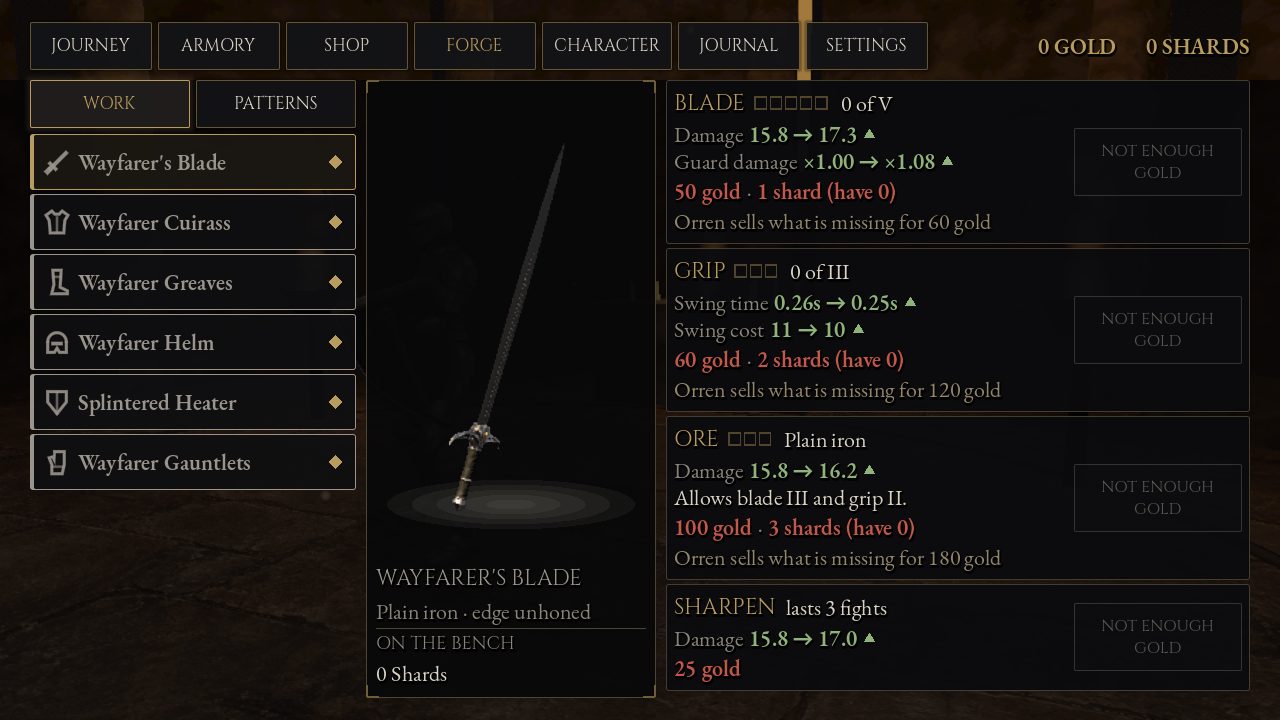 JOURNEY
ARMORY
SHOP
FORGE
CHARACTER
JOURNAL
SETTINGS
0 GOLD
0 SHARDS
WORK
PATTERNS
Wayfarer's Blade
Wayfarer Cuirass
Wayfarer Greaves
Wayfarer Helm
Splintered Heater
Wayfarer Gauntlets
WAYFARER'S BLADE
Plain iron · edge unhoned
ON THE BENCH
0 Shards
BLADE 0 of V
Damage 15.8 → 17.3 ▲
Guard damage ×1.00 → ×1.08 ▲
50 gold · 1 shard (have 0)
Orren sells what is missing for 60 gold
NOT ENOUGH
GOLD
GRIP 0 of III
Swing time 0.26s → 0.25s ▲
Swing cost 11 → 10 ▲
60 gold · 2 shards (have 0)
Orren sells what is missing for 120 gold
NOT ENOUGH
GOLD
ORE Plain iron
Damage 15.8 → 16.2 ▲
Allows blade III and grip II.
100 gold · 3 shards (have 0)
Orren sells what is missing for 180 gold
NOT ENOUGH
GOLD
SHARPEN lasts 3 fights
Damage 15.8 → 17.0 ▲
25 gold
NOT ENOUGH
GOLD